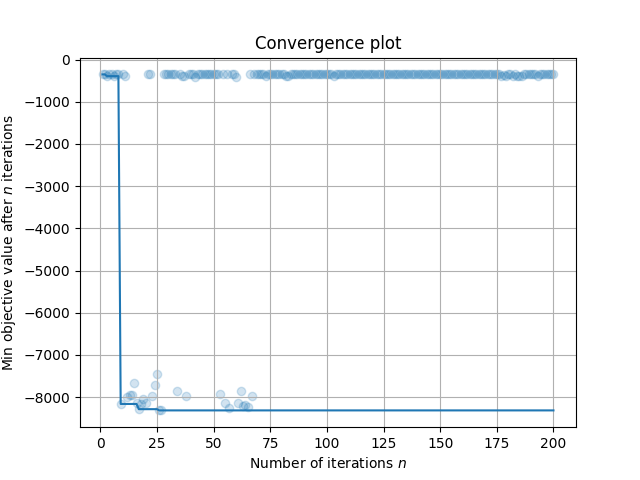 Convergence plot
Min objective value after n iterations
0
−1000
−2000
−3000
−4000
−5000
−6000
−7000
−8000
0 25 50 75 100 125 150 175 200
Number of iterations n